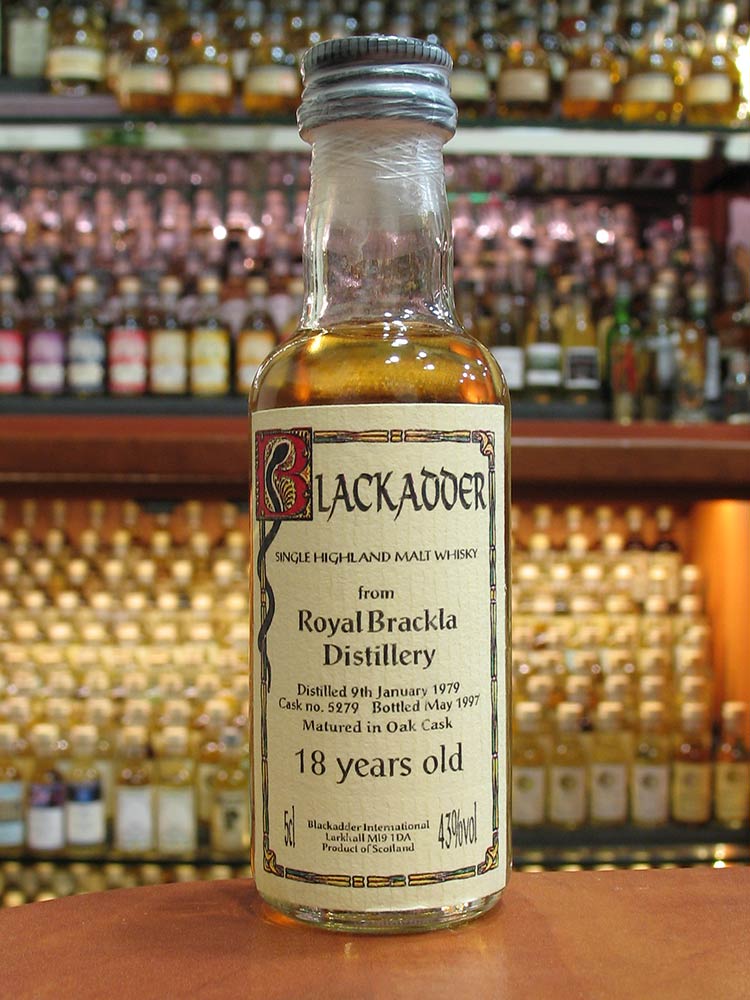 BLACKADDER
SINGLE HIGHLAND MALT WHISKY
from
Royal Brackla
Distillery
Distilled 9th January 1979
Cask no. 5279 Bottled May 1997
Matured in Oak Cask
18 years old
5cl
Blackadder International
Larkhall Ml9 1DA
Product of Scotland
43%vol